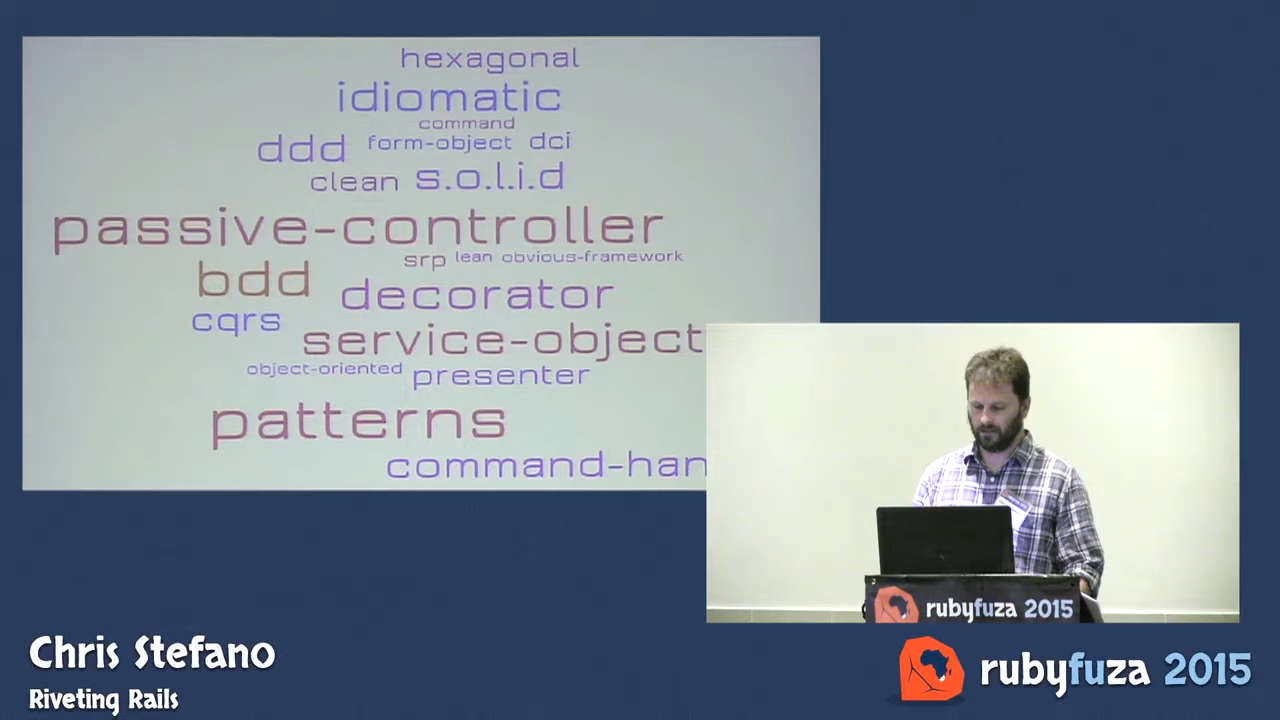 hexagonal
idiomatic
command
ddd form-object dci
clean s.o.l.i.d
passive-controller
srp lean obvious-framework
bdd decorator
cqrs
service-object
object-oriented presenter
patterns
command-han
rubyfuza 2015
Chris Stefano
Riveting Rails
rubyfuza 2015